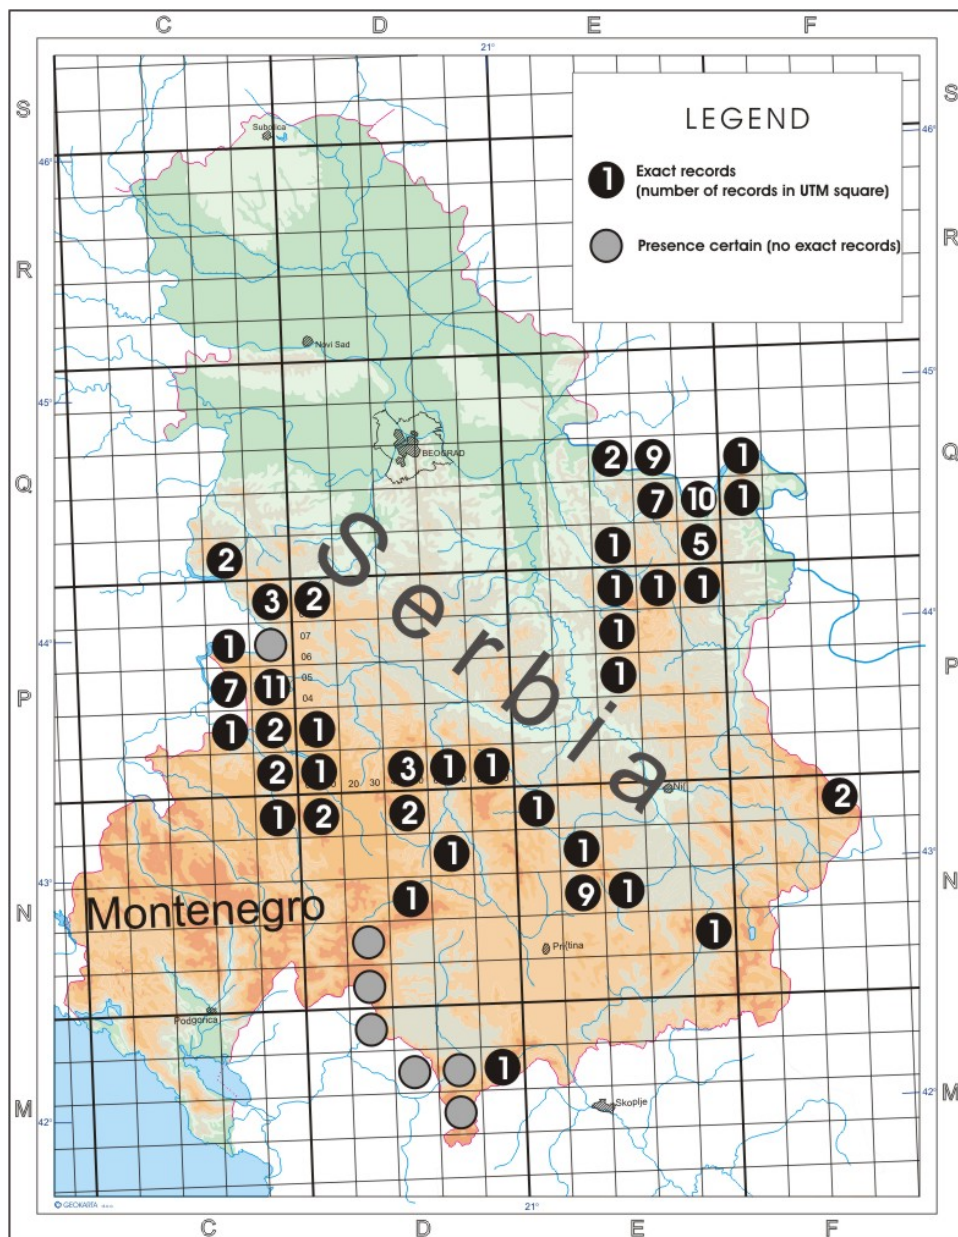 C D E F
21°
S S
LEGEND
1 Exact records
(number of records in UTM square)
Presence certain (no exact records)
Subotica
46° 46°
R R
Novi Sad
45° 45°
BEOGRAD
Q Q
2 9 1
7 10 1
1 5
2
1 1 1
3 2
Serbia
44° 44°
1 07
1
06
7 11 05
1
04
P P
1 2 1
2 1 3 1 1
20 30
Niš
2
1 2 2 1
1 1
43° 43°
9 1
N N
Montenegro 1
1
Priština
Podgorica
1
M M
42° 42°
Skoplje
© GEOKARTA
21°
C D E F